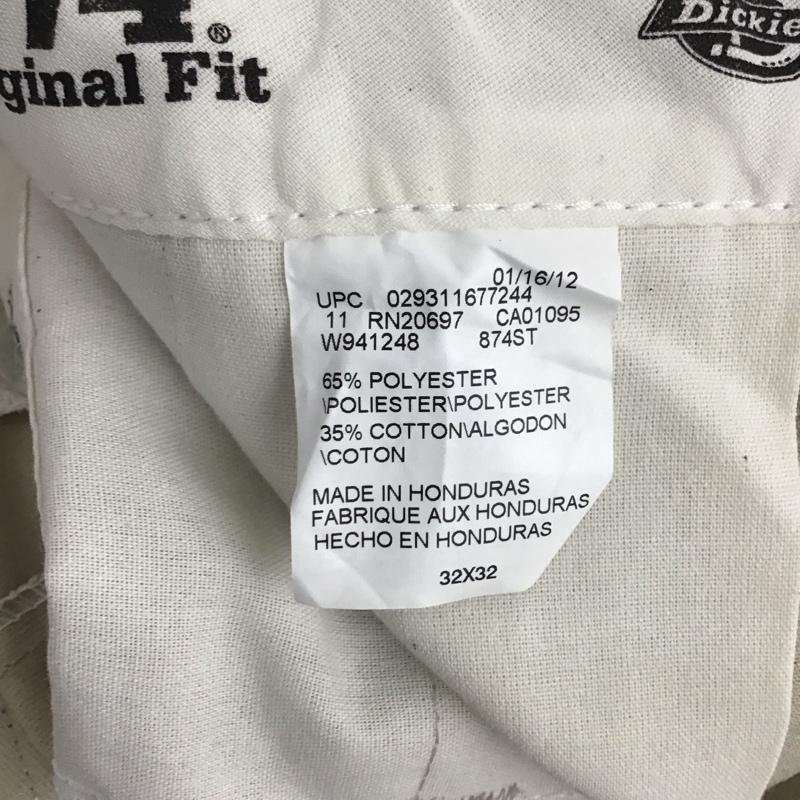 74®
ginal Fit
Dickie
01/16/12
UPC 029311677244
11 RN20697 CA01095
W941248 874ST
65% POLYESTER
\POLIESTER\POLYESTER
35% COTTON\ALGODON
\COTON
MADE IN HONDURAS
FABRIQUE AUX HONDURAS
HECHO EN HONDURAS
32X32